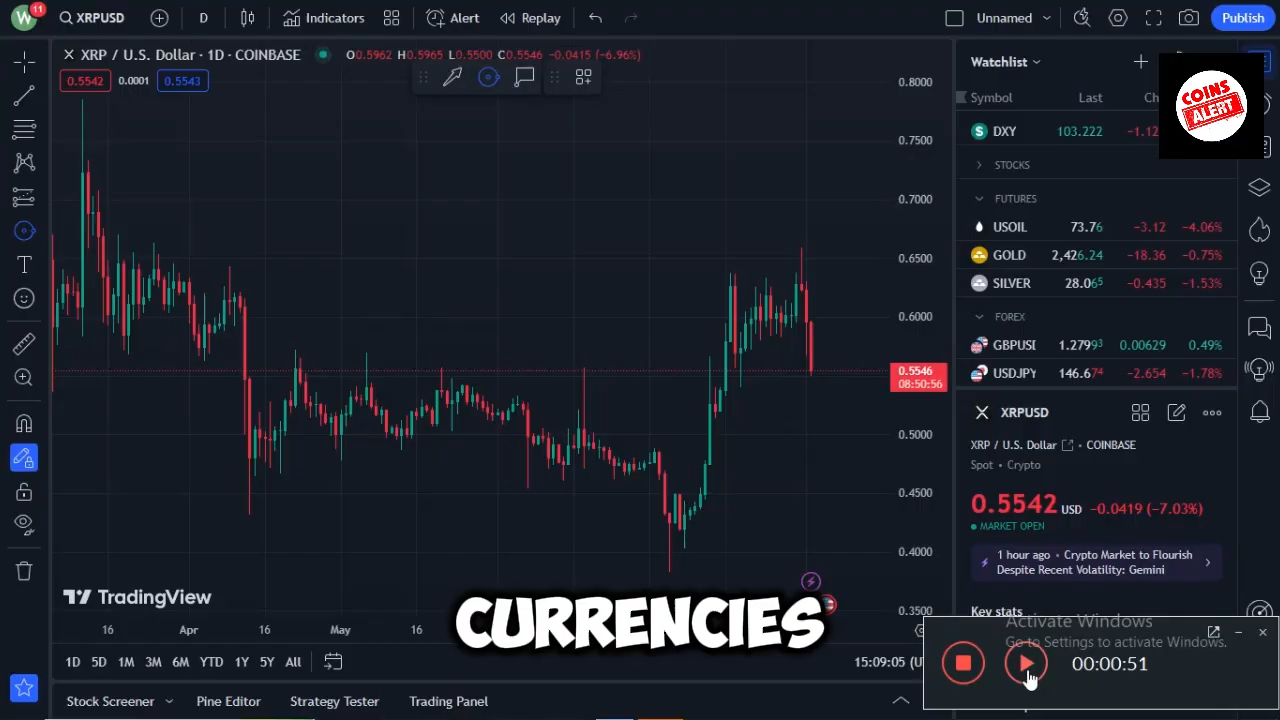 W 11 XRPUSD D Indicators Alert Replay Unnamed Publish
XRP / U.S. Dollar · 1D · COINBASE O0.5962 H0.5965 L0.5500 C0.5546 −0.0415 (−6.96%)
0.5542 0.0001 0.5543
0.8000
0.7500
0.7000
0.6500
0.6000
0.5546
08:50:56
0.5000
0.4500
0.4000
0.3500
TradingView
16 Apr 16 May 16
1D 5D 1M 3M 6M YTD 1Y 5Y All
15:09:05 (U
Stock Screener Pine Editor Strategy Tester Trading Panel
CURRENCIES
Watchlist
COINS
ALERT
Symbol Last Ch
DXY 103.222 −1.12
STOCKS
FUTURES
USOIL 73.76 −3.12 −4.06%
GOLD 2,426.24 −18.36 −0.75%
SILVER 28.065 −0.435 −1.53%
FOREX
GBPUSI 1.27993 0.00629 0.49%
USDJPY 146.674 −2.654 −1.78%
XRPUSD
XRP / U.S. Dollar • COINBASE
Spot • Crypto
0.5542 USD −0.0419 (−7.03%)
MARKET OPEN
1 hour ago • Crypto Market to Flourish
Despite Recent Volatility: Gemini
Key stats
Activate Windows
Go to Settings to activate Windows.
00:00:51